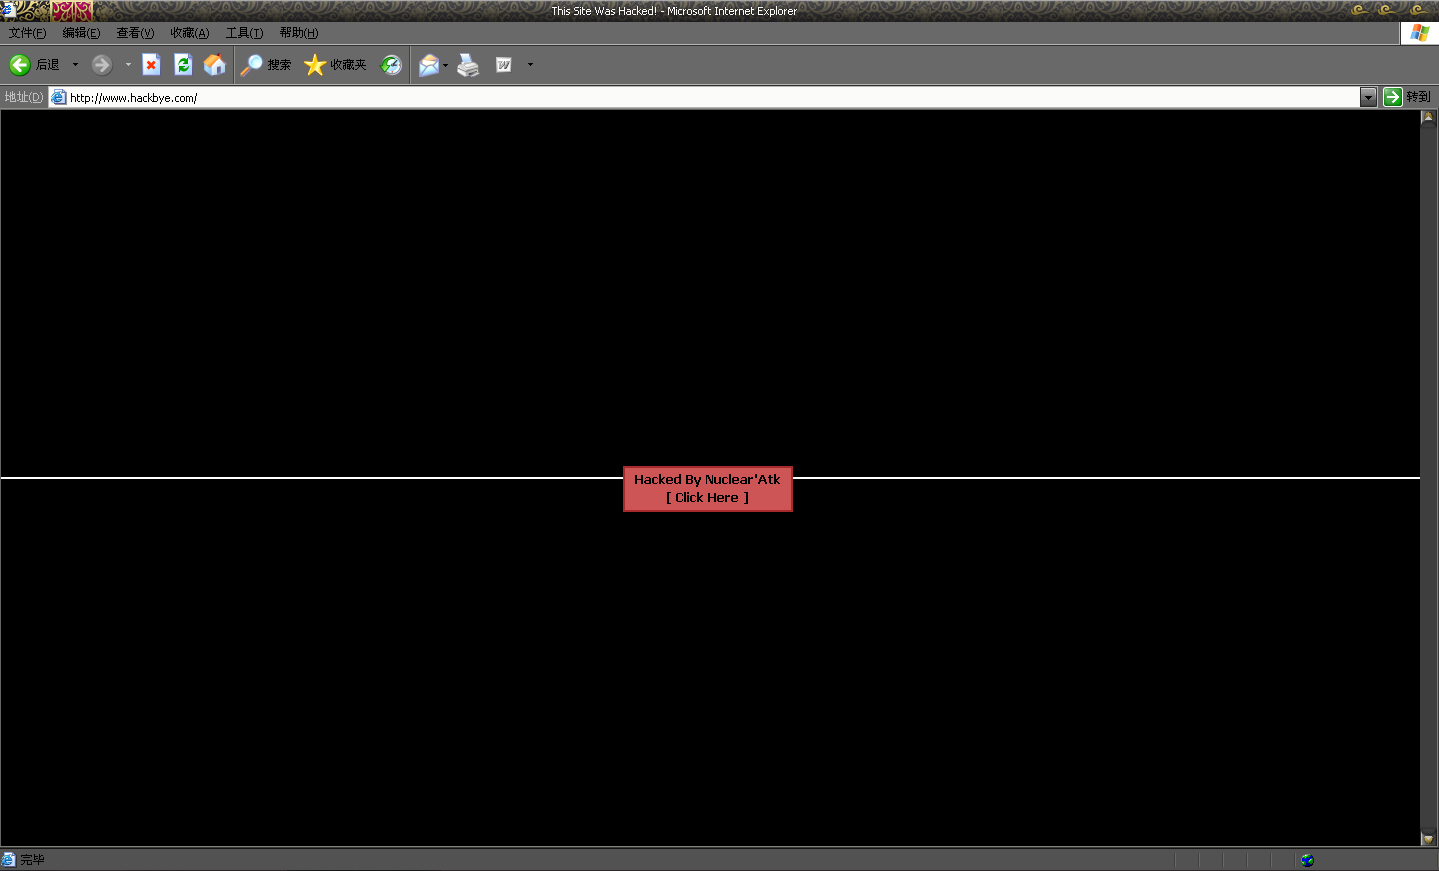 This Site Was Hacked! - Microsoft Internet Explorer
文件(F) 编辑(E) 查看(V) 收藏(A) 工具(T) 帮助(H)
后退 搜索 收藏夹 W
地址(D) http://www.hackbye.com/ 转到
Hacked By Nuclear'Atk
[ Click Here ]
完毕